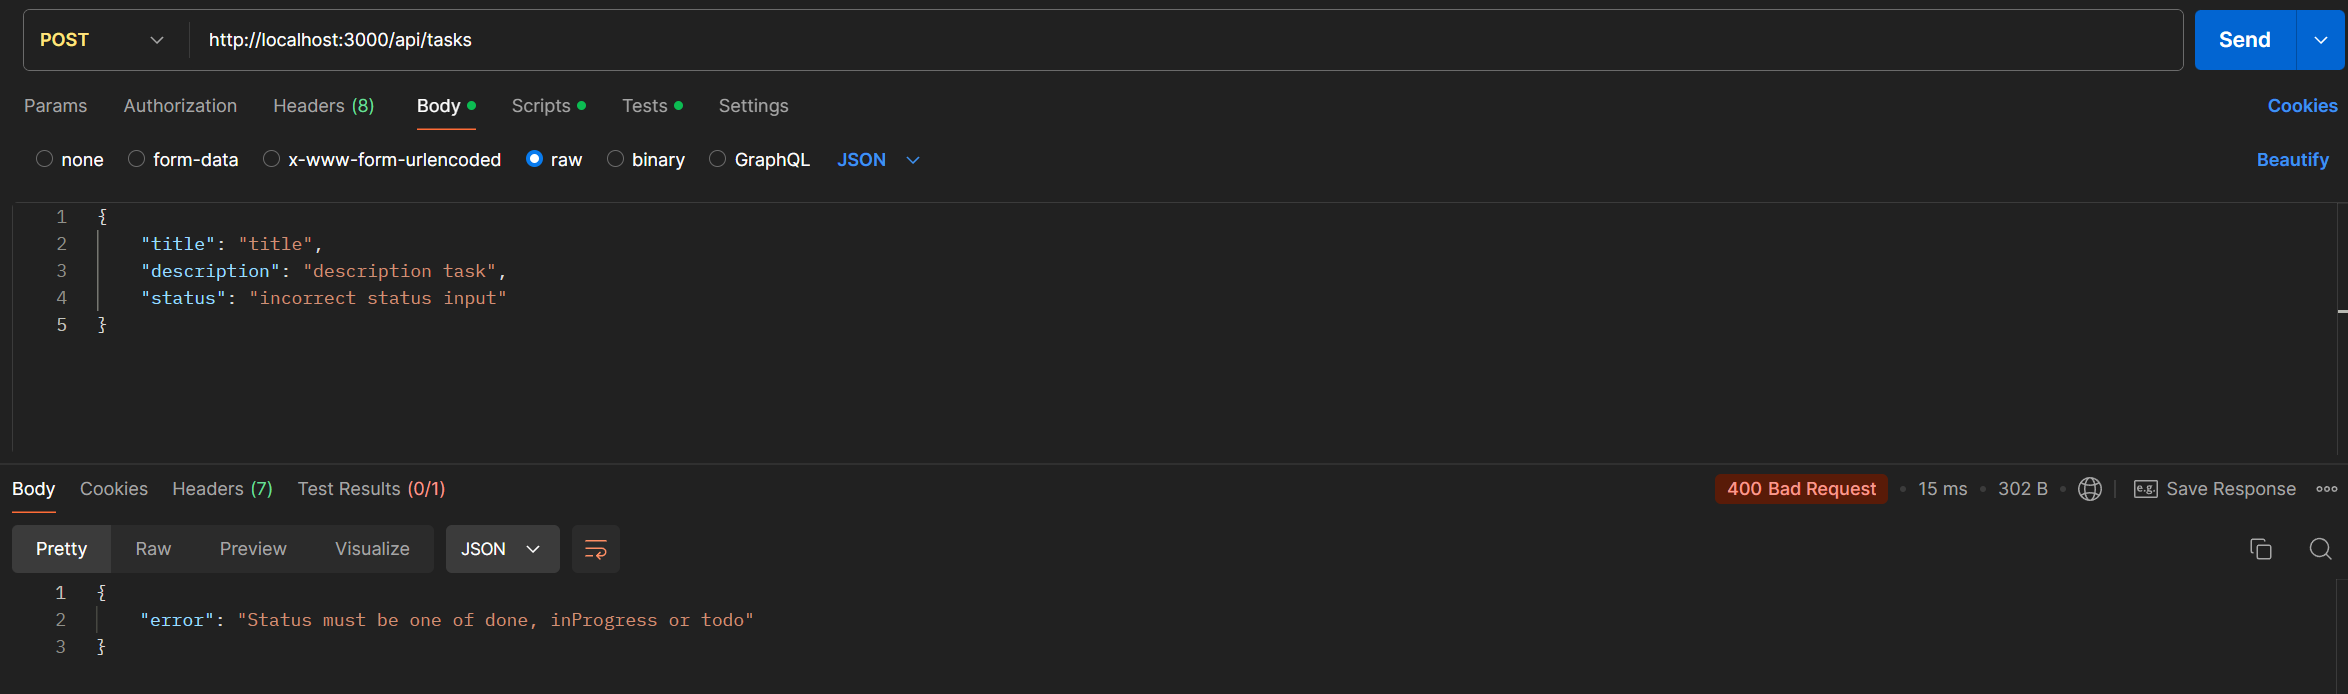 POST http://localhost:3000/api/tasks Send
Params Authorization Headers (8) Body Scripts Tests Settings Cookies
none form-data x-www-form-urlencoded raw binary GraphQL JSON Beautify
1 {
2 "title": "title",
3 "description": "description task",
4 "status": "incorrect status input"
5 }
Body Cookies Headers (7) Test Results (0/1) 400 Bad Request 15 ms 302 B e.g. Save Response
Pretty Raw Preview Visualize JSON
1 {
2 "error": "Status must be one of done, inProgress or todo"
3 }